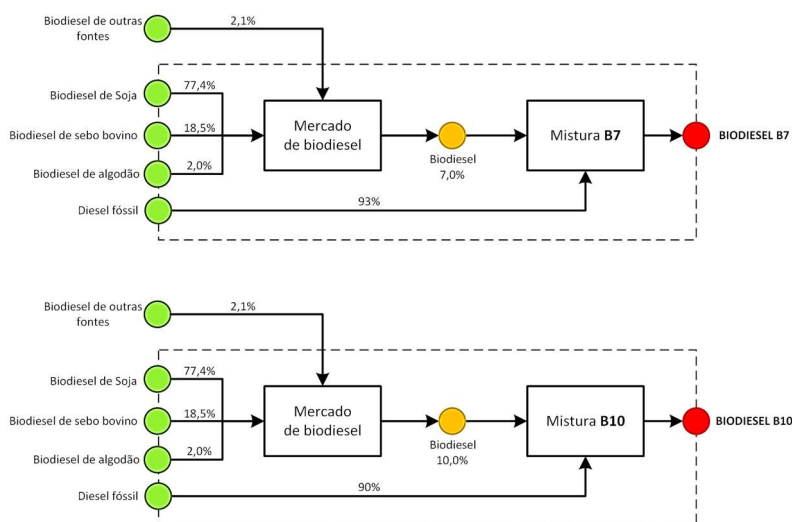 Biodiesel de outras
fontes
2,1%
Biodiesel de Soja
77,4%
Biodiesel de sebo bovino
18,5%
Biodiesel de algodão
2,0%
Diesel fóssil
93%
Mercado
de biodiesel
Biodiesel
7,0%
Mistura B7
BIODIESEL B7
Biodiesel de outras
fontes
2,1%
Biodiesel de Soja
77,4%
Biodiesel de sebo bovino
18,5%
Biodiesel de algodão
2,0%
Diesel fóssil
90%
Mercado
de biodiesel
Biodiesel
10,0%
Mistura B10
BIODIESEL B10